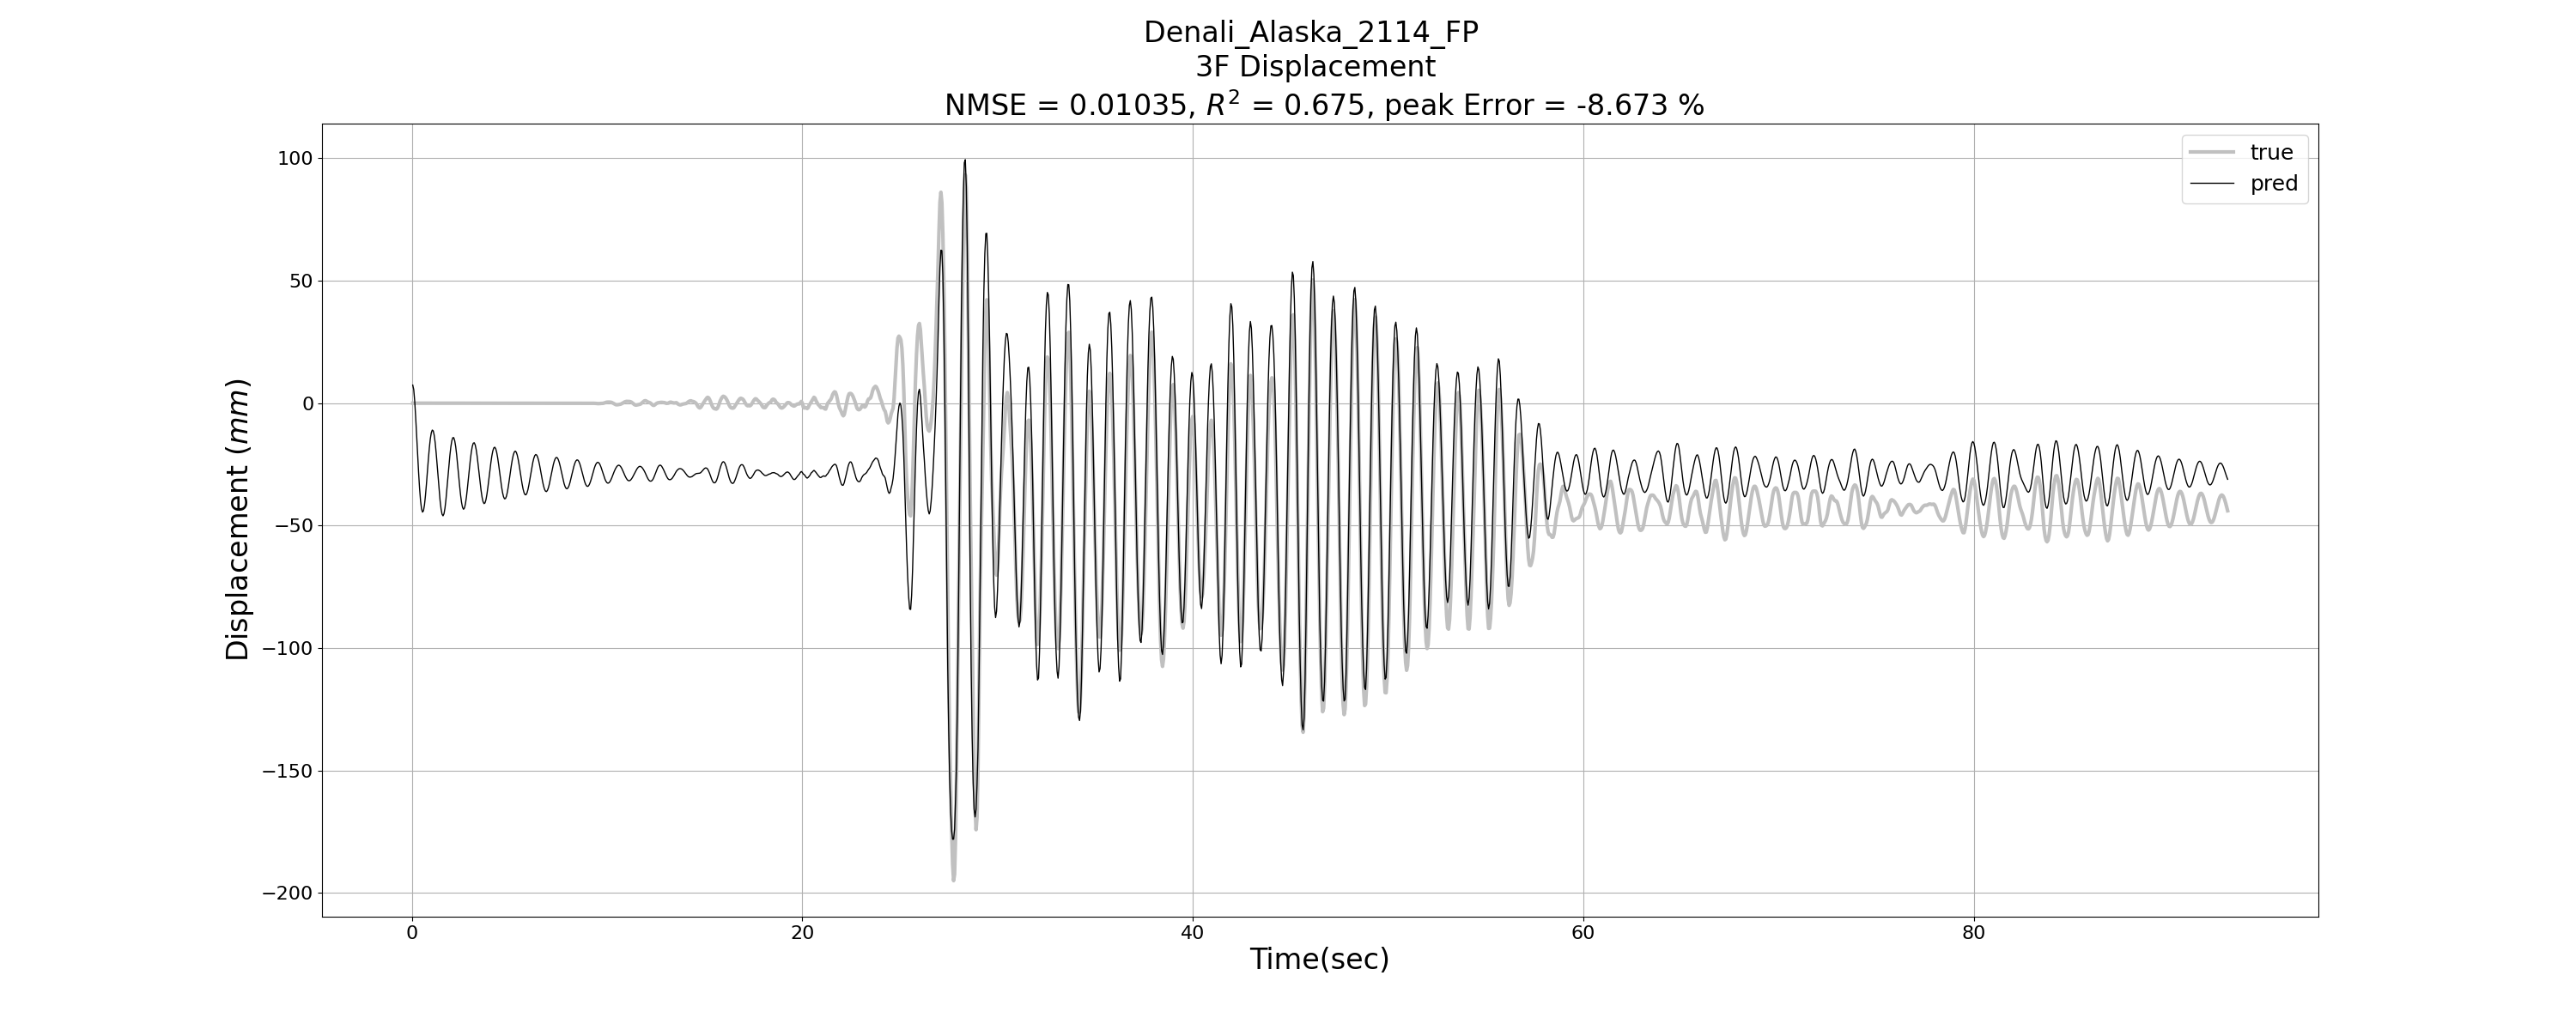 Denali_Alaska_2114_FP
3F Displacement
NMSE = 0.01035, R² = 0.675, peak Error = -8.673 %
true
pred
100
50
0
−50
−100
−150
−200
Displacement (mm)
0 20 40 60 80
Time(sec)